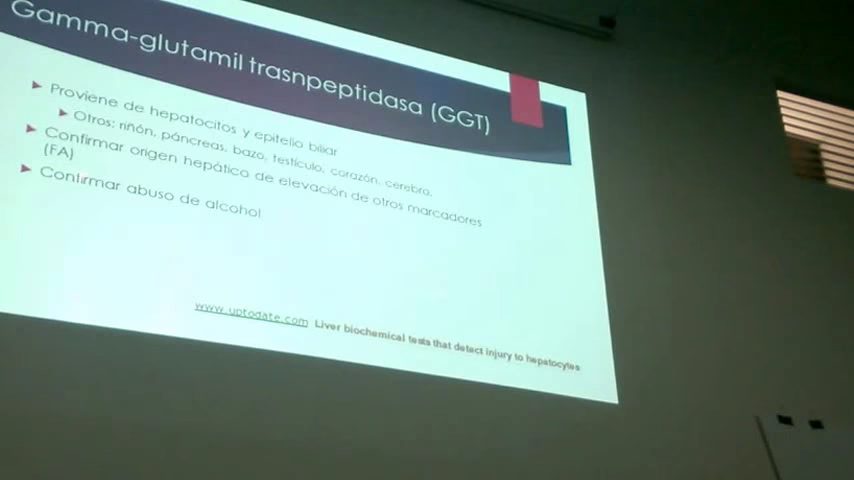 Gamma-glutamil trasnpeptidasa (GGT)
Proviene de hepatocitos y epitelio biliar
Otros: riñón, páncreas, bazo, testículo, corazón, cerebro,
Confirmar origen hepático de elevación de otros marcadores
(FA)
Confirmar abuso de alcohol
www.uptodate.com Liver biochemical tests that detect injury to hepatocytes